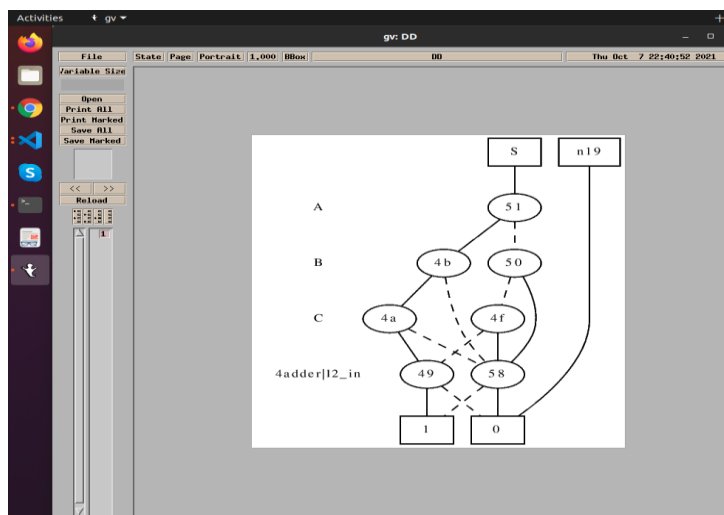 Activities gv
gv: DD
File State Page Portrait 1,000 BBox DD Thu Oct 7 22:40:52 2021
Variable Size
Open
Print All
Print Marked
Save All
Save Marked
<< >>
Reload
1
S n19
A 51
B 4b 50
C 4a 4f
4adder|I2_in 49 58
1 0